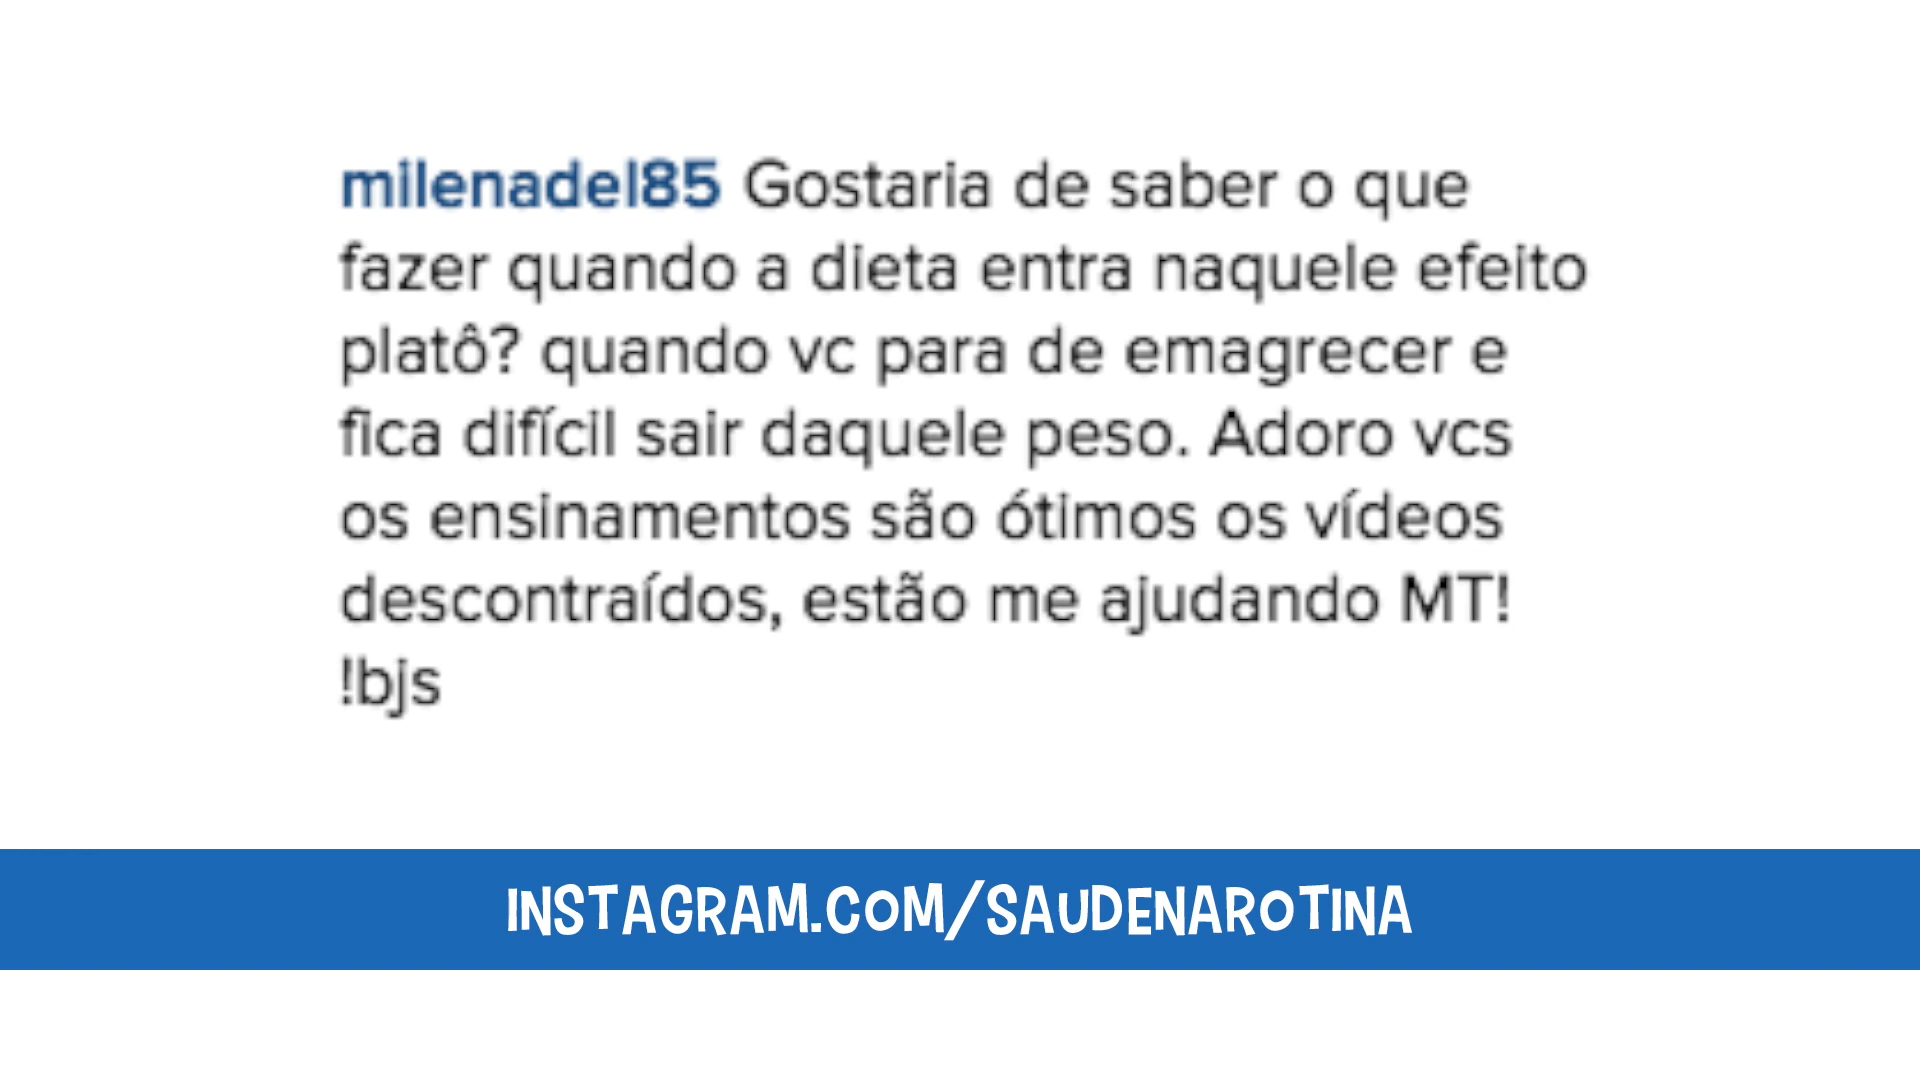 milenadel85 Gostaria de saber o que
fazer quando a dieta entra naquele efeito
platô? quando vc para de emagrecer e
fica difícil sair daquele peso. Adoro vcs
os ensinamentos são ótimos os vídeos
descontraídos, estão me ajudando MT!
!bjs
INSTAGRAM.COM/SAUDENAROTINA